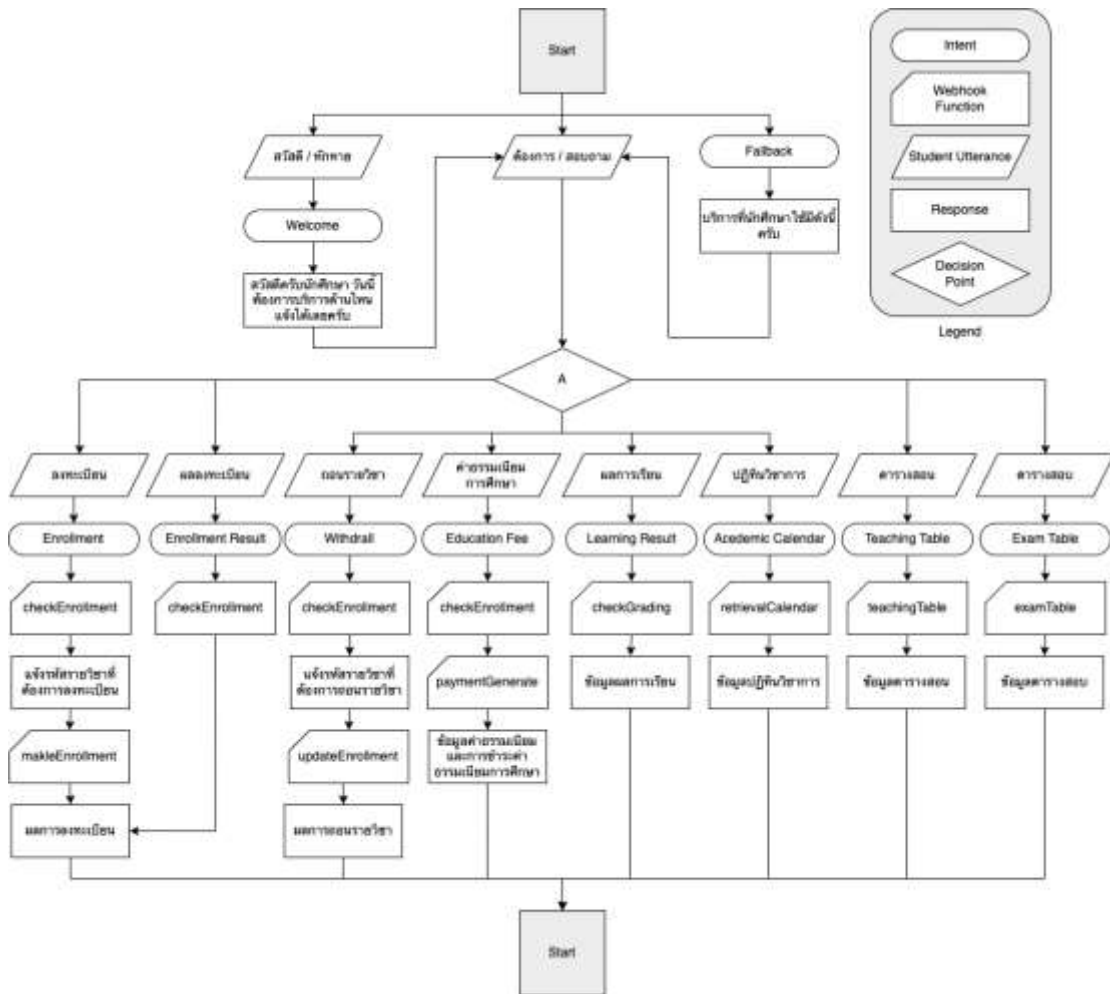 Start
Intent
Webhook
Function
Student Utterance
Response
Decision
Point
Legend
สวัสดี / ทักทาย
ต้องการ / สอบถาม
Fallback
Welcome
บริการที่นักศึกษาใช้มีดังนี้
ครับ
สวัสดีครับนักศึกษา วันนี้
ต้องการบริการด้านไหน
แจ้งได้เลยครับ
A
ลงทะเบียน
ผลลงทะเบียน
ถอนรายวิชา
ค่าธรรมเนียม
การศึกษา
ผลการเรียน
ปฏิทินวิชาการ
ตารางสอน
ตารางสอบ
Enrollment
Enrollment Result
Withdrall
Education Fee
Learning Result
Acedemic Calendar
Teaching Table
Exam Table
checkEnrollment
checkEnrollment
checkEnrollment
checkEnrollment
checkGrading
retrievalCalendar
teachingTable
examTable
แจ้งรหัสรายวิชาที่
ต้องการลงทะเบียน
แจ้งรหัสรายวิชาที่
ต้องการถอนรายวิชา
paymentGenerate
ข้อมูลผลการเรียน
ข้อมูลปฏิทินวิชาการ
ข้อมูลตารางสอน
ข้อมูลตารางสอบ
makleEnrollment
updateEnrollment
ข้อมูลค่าธรรมเนียม
และการชำระค่า
ธรรมเนียมการศึกษา
ผลการลงทะเบียน
ผลการถอนรายวิชา
Start